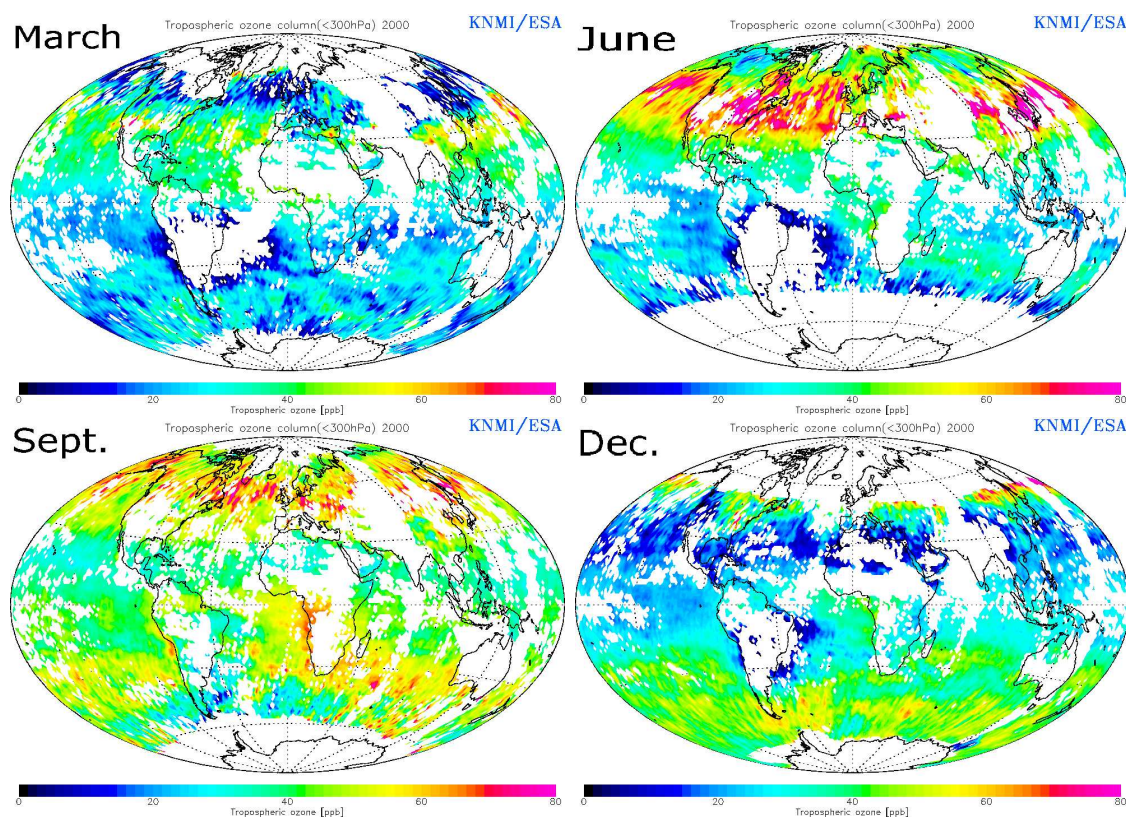 March
Tropospheric ozone column(<300hPa) 2000
KNMI/ESA
0 20 40 60 80
Tropospheric ozone [ppb]
June
Tropospheric ozone column(<300hPa) 2000
KNMI/ESA
0 20 40 60 80
Tropospheric ozone [ppb]
Sept.
Tropospheric ozone column(<300hPa) 2000
KNMI/ESA
0 20 40 60 80
Tropospheric ozone [ppb]
Dec.
Tropospheric ozone column(<300hPa) 2000
KNMI/ESA
0 20 40 60 80
Tropospheric ozone [ppb]